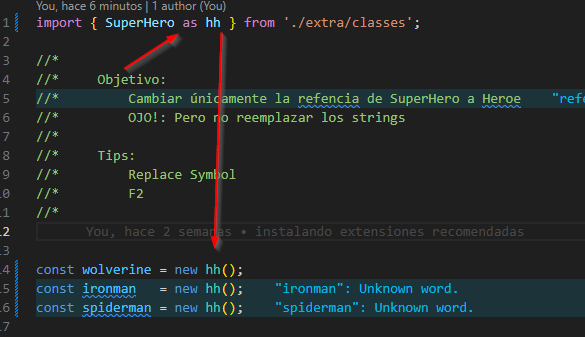 You, hace 6 minutos | 1 author (You)
1 import { SuperHero as hh } from './extra/classes';
2
3 //*
4 //* Objetivo:
5 //* Cambiar únicamente la refencia de SuperHero a Heroe "refe
6 //* OJO!: Pero no reemplazar los strings
7 //*
8 //* Tips:
9 //* Replace Symbol
10 //* F2
11 //*
12 You, hace 2 semanas • instalando extensiones recomendadas
13
14 const wolverine = new hh();
15 const ironman = new hh(); "ironman": Unknown word.
16 const spiderman = new hh(); "spiderman": Unknown word.
17